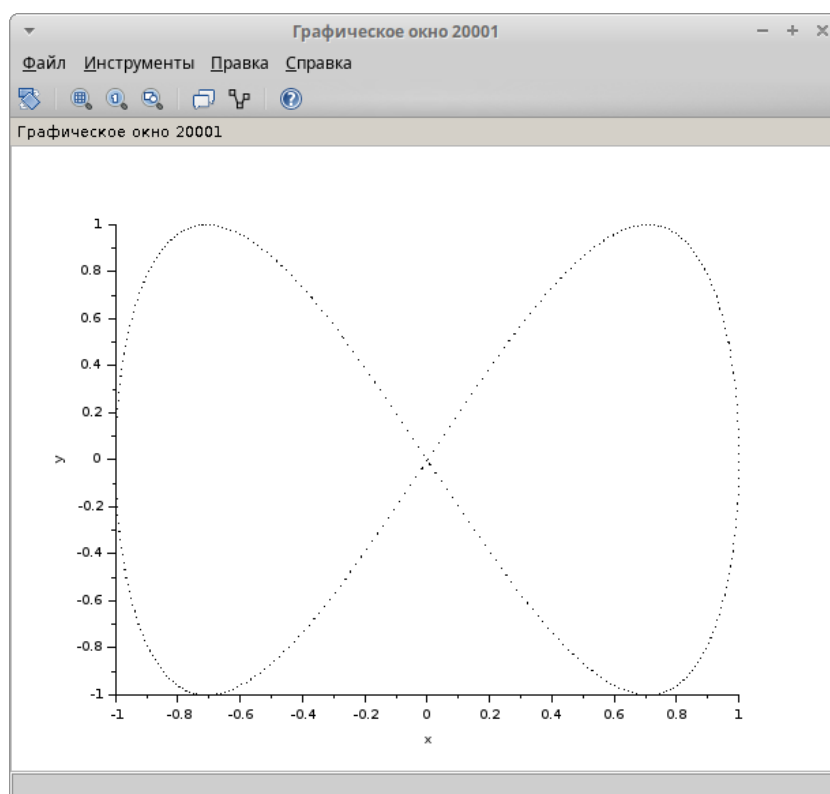 Графическое окно 20001
Файл Инструменты Правка Справка
Графическое окно 20001
1
0.8
0.6
0.4
0.2
y 0
-0.2
-0.4
-0.6
-0.8
-1
-1 -0.8 -0.6 -0.4 -0.2 0 0.2 0.4 0.6 0.8 1
x